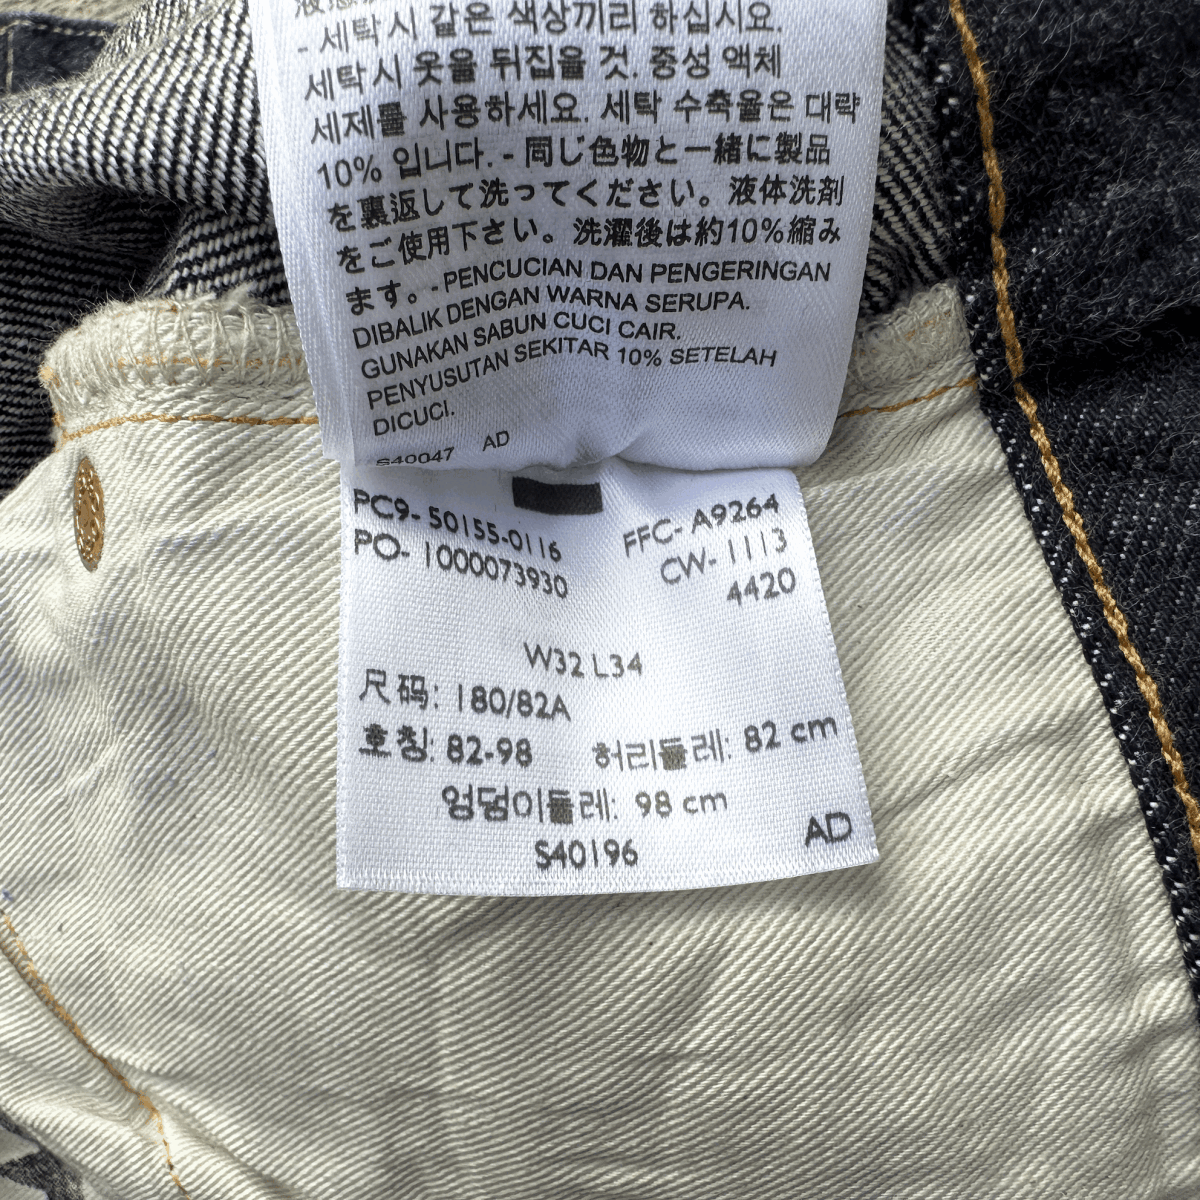 - 세탁시 같은 색상끼리 하십시요.
세탁시 옷을 뒤집을 것. 중성 액체
세제를 사용하세요. 세탁 수축율은 대략
10% 입니다. - 同じ色物と一緒に製品
を裏返して洗ってください。液体洗剤
をご使用下さい。洗濯後は約10%縮み
ます。- PENCUCIAN DAN PENGERINGAN
DIBALIK DENGAN WARNA SERUPA.
GUNAKAN SABUN CUCI CAIR.
PENYUSUTAN SEKITAR 10% SETELAH
DICUCI.
S40047 AD
PC9- 50155-0116 FFC- A9264
PO- 1000073930 CW- 1113
4420
W32 L34
尺码: 180/82A
호칭: 82-98 허리둘레: 82 cm
엉덩이둘레: 98 cm
S40196 AD